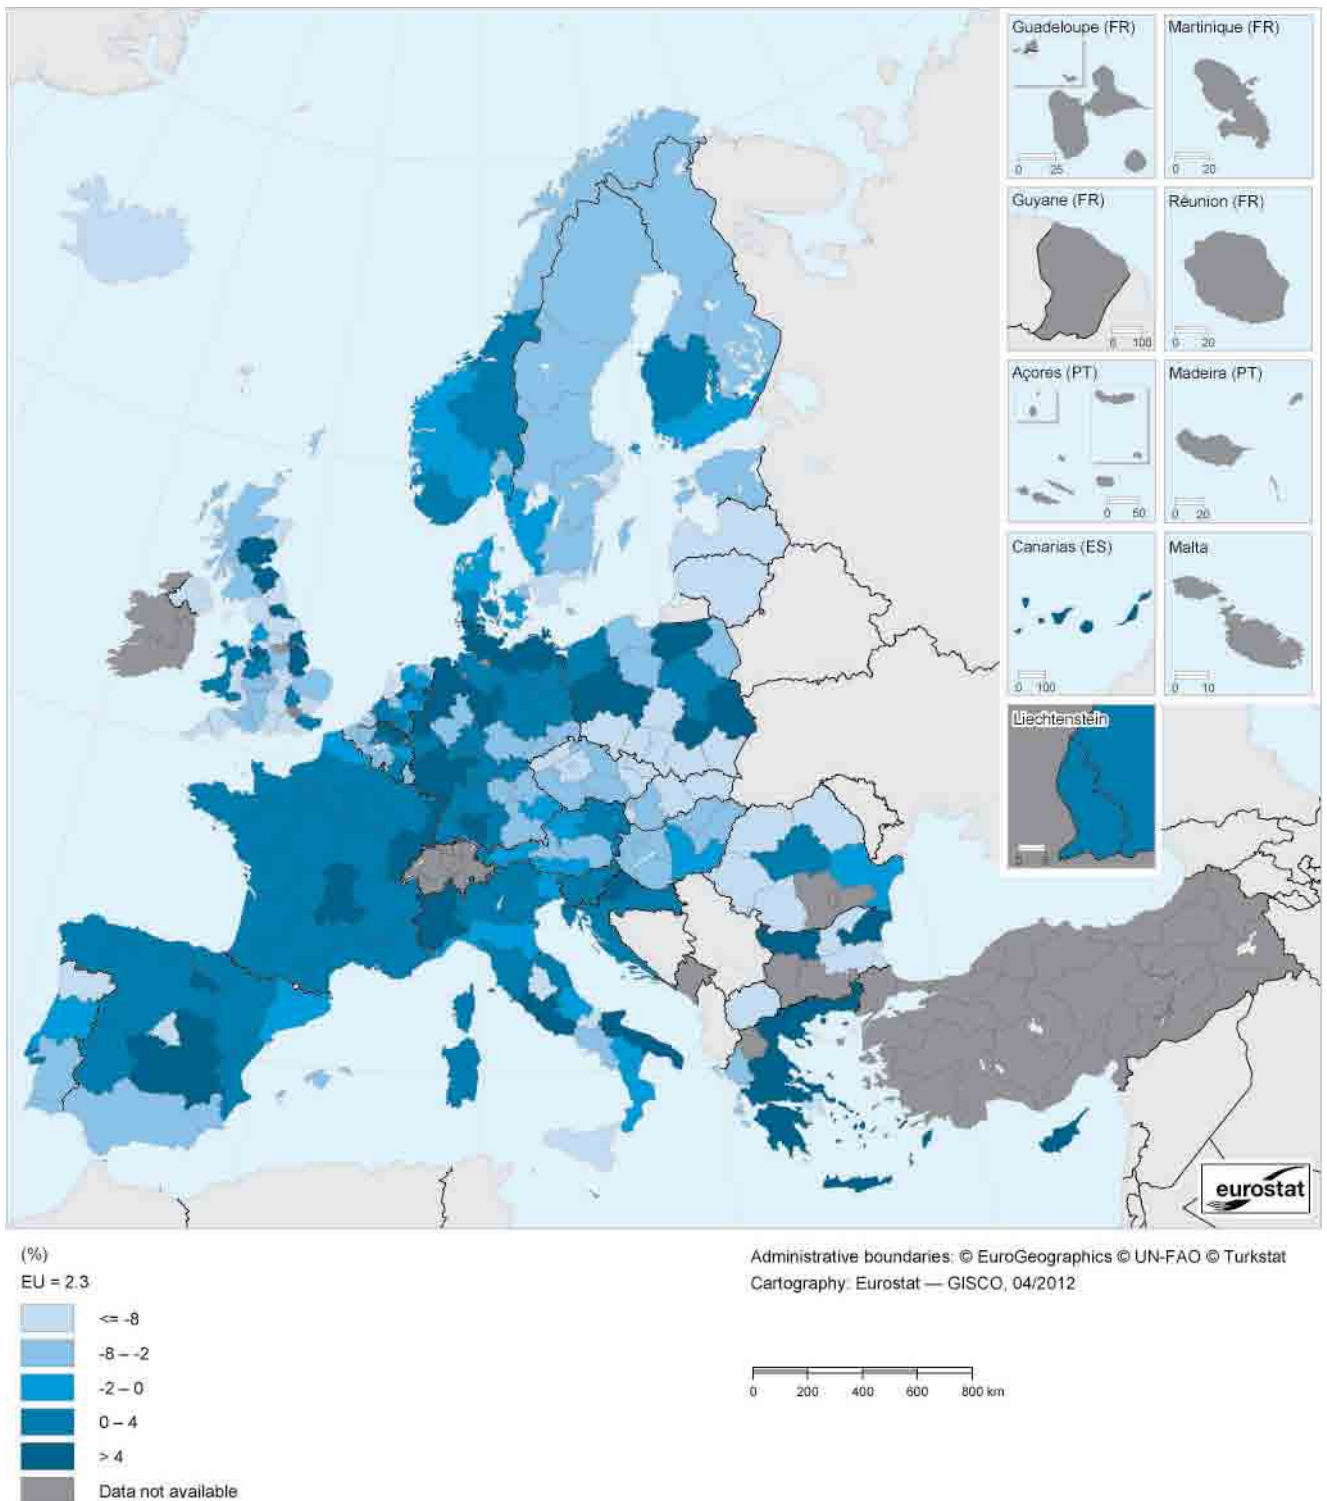 Guadeloupe (FR)
0 25
Martinique (FR)
0 20
Guyane (FR)
0 100
Réunion (FR)
0 20
Açores (PT)
0 50
Madeira (PT)
0 20
Canarias (ES)
0 100
Malta
0 10
Liechtenstein
eurostat
(%)
EU = 2.3
<= -8
-8 – -2
-2 – 0
0 – 4
> 4
Data not available
Administrative boundaries: © EuroGeographics © UN-FAO © Turkstat
Cartography: Eurostat — GISCO, 04/2012
0 200 400 600 800 km